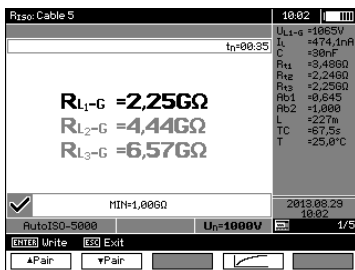 RISO: Cable 5
10:02
tn=00:35
RL1-G =2,25GΩ
RL2-G =4,44GΩ
RL3-G =6,57GΩ
MIN=1,00GΩ
UL1-G =1065V
IL =474,1nA
C =30nF
Rt1 =3,48GΩ
Rt2 =2,24GΩ
Rt3 =2,25GΩ
Ab1 =0,645
Ab2 =1,000
L =227m
TC =67,5s
T =25,0°C
2013.08.29
10:02
AutoISO-5000
Un=1000V
1/5
ENTER Write ESC Exit
▲Pair
▼Pair